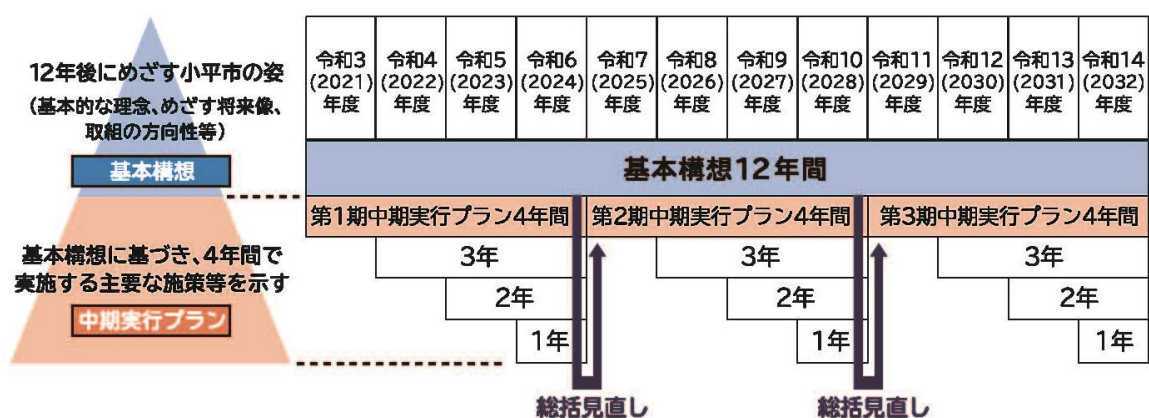 12年後にめざす小平市の姿
(基本的な理念、めざす将来像、
取組の方向性等)
基本構想
基本構想に基づき、4年間で
実施する主要な施策等を示す
中期実行プラン
令和3
(2021)
年度
令和4
(2022)
年度
令和5
(2023)
年度
令和6
(2024)
年度
令和7
(2025)
年度
令和8
(2026)
年度
令和9
(2027)
年度
令和10
(2028)
年度
令和11
(2029)
年度
令和12
(2030)
年度
令和13
(2031)
年度
令和14
(2032)
年度
基本構想12年間
第1期中期実行プラン4年間
第2期中期実行プラン4年間
第3期中期実行プラン4年間
3年
3年
3年
2年
2年
2年
1年
1年
1年
総括見直し
総括見直し